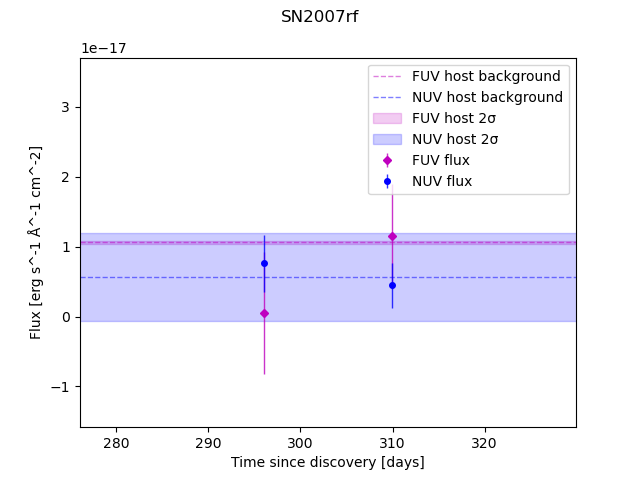 SN2007rf
1e−17
FUV host background
NUV host background
FUV host 2σ
NUV host 2σ
FUV flux
NUV flux
3
2
1
0
−1
Flux [erg s^-1 Å^-1 cm^-2]
280 290 300 310 320
Time since discovery [days]